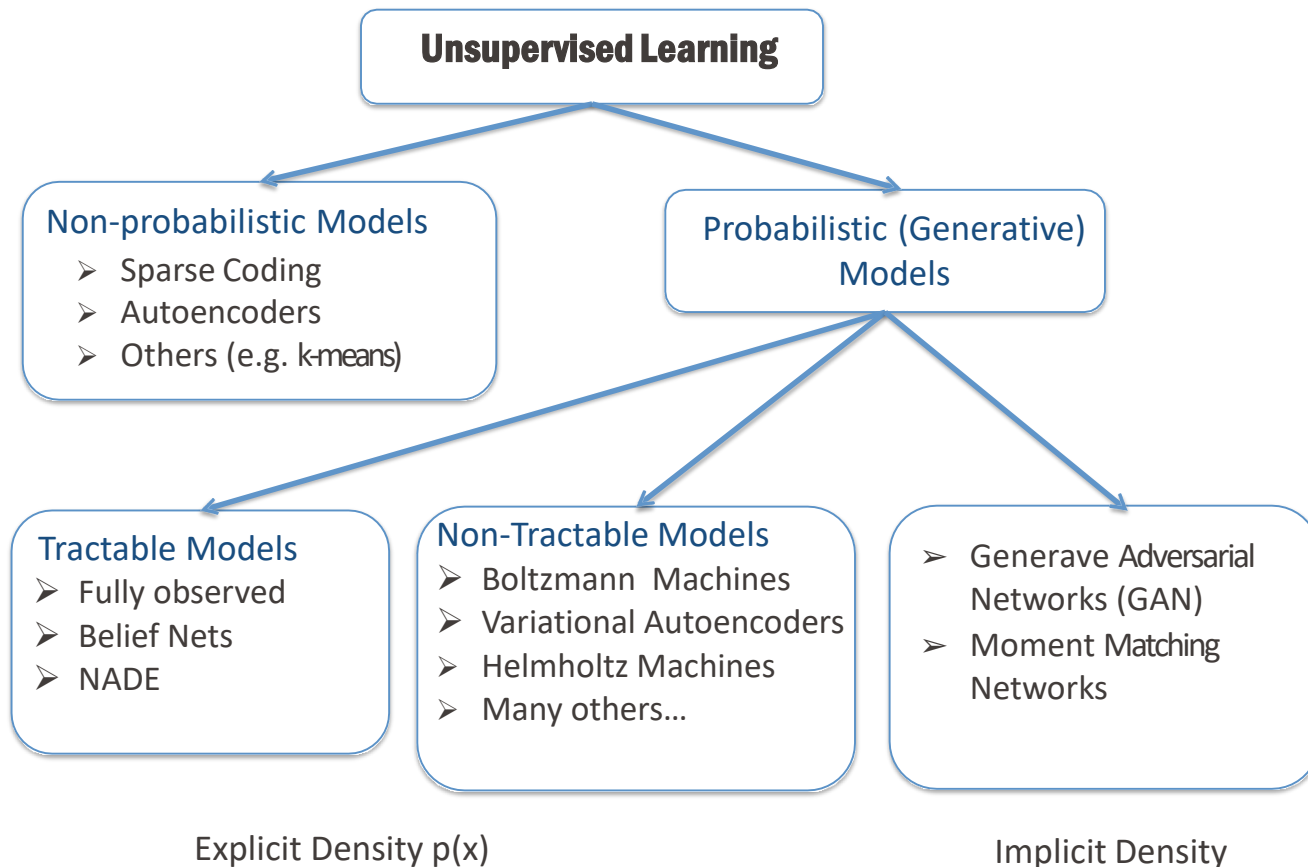 Unsupervised Learning
Non-probabilistic Models
➢ Sparse Coding
➢ Autoencoders
➢ Others (e.g. k-means)
Probabilistic (Generative)
Models
Tractable Models
➢ Fully observed
➢ Belief Nets
➢ NADE
Non-Tractable Models
➢ Boltzmann Machines
➢ Variational Autoencoders
➢ Helmholtz Machines
➢ Many others…
➢ Generave Adversarial
Networks (GAN)
➢ Moment Matching
Networks
Explicit Density p(x)
Implicit Density